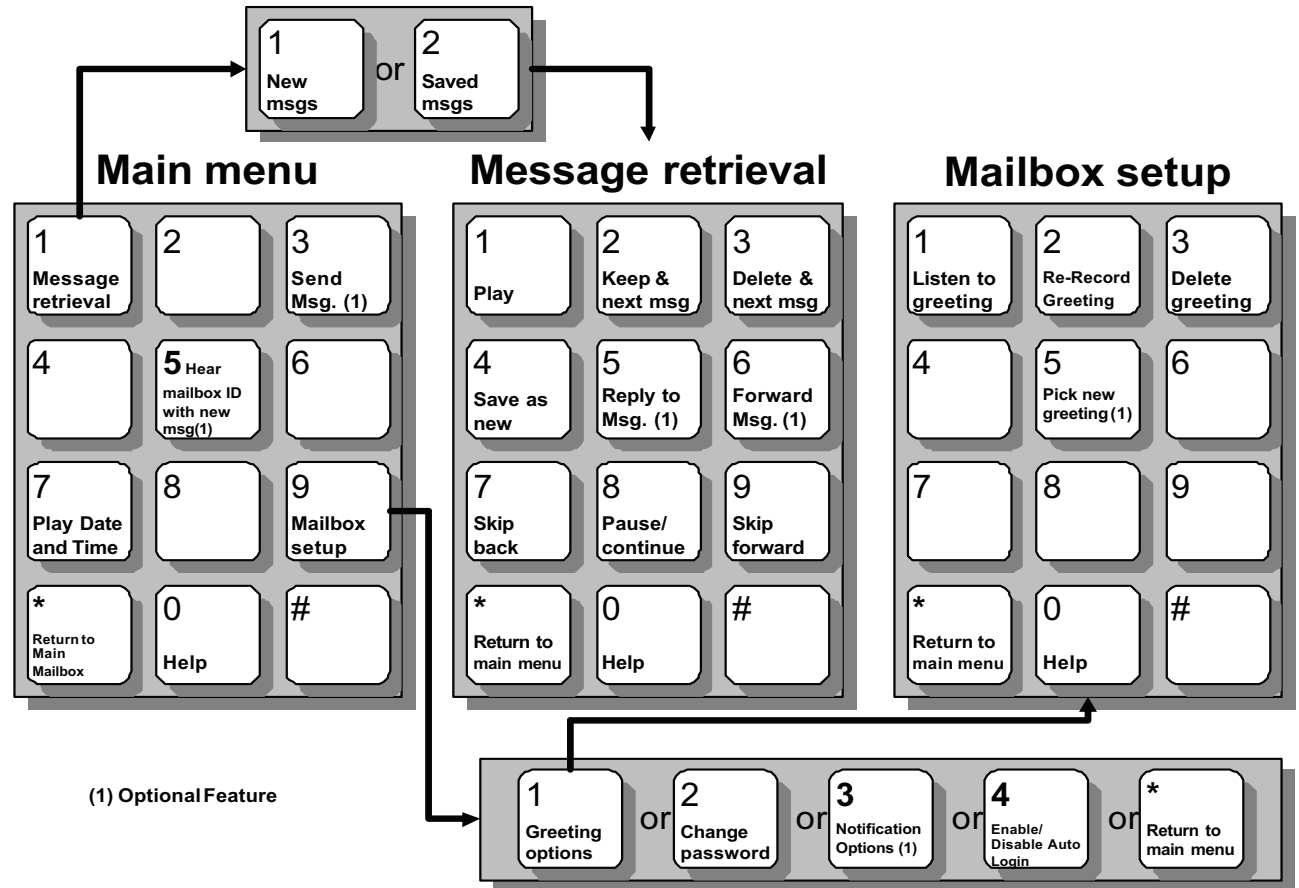 1
New
msgs
or
2
Saved
msgs
Main menu
1
Message
retrieval
2
3
Send
Msg. (1)
4
5 Hear
mailbox ID
with new
msg(1)
6
7
Play Date
and Time
8
9
Mailbox
setup
*
Return to
Main
Mailbox
0
Help
#
Message retrieval
1
Play
2
Keep &
next msg
3
Delete &
next msg
4
Save as
new
5
Reply to
Msg. (1)
6
Forward
Msg. (1)
7
Skip
back
8
Pause/
continue
9
Skip
forward
*
Return to
main menu
0
Help
#
Mailbox setup
1
Listen to
greeting
2
Re-Record
Greeting
3
Delete
greeting
4
5
Pick new
greeting (1)
6
7
8
9
*
Return to
main menu
0
Help
#
(1) Optional Feature
1
Greeting
options
or
2
Change
password
or
3
Notification
Options (1)
or
4
Enable/
Disable Auto
Login
or
*
Return to
main menu